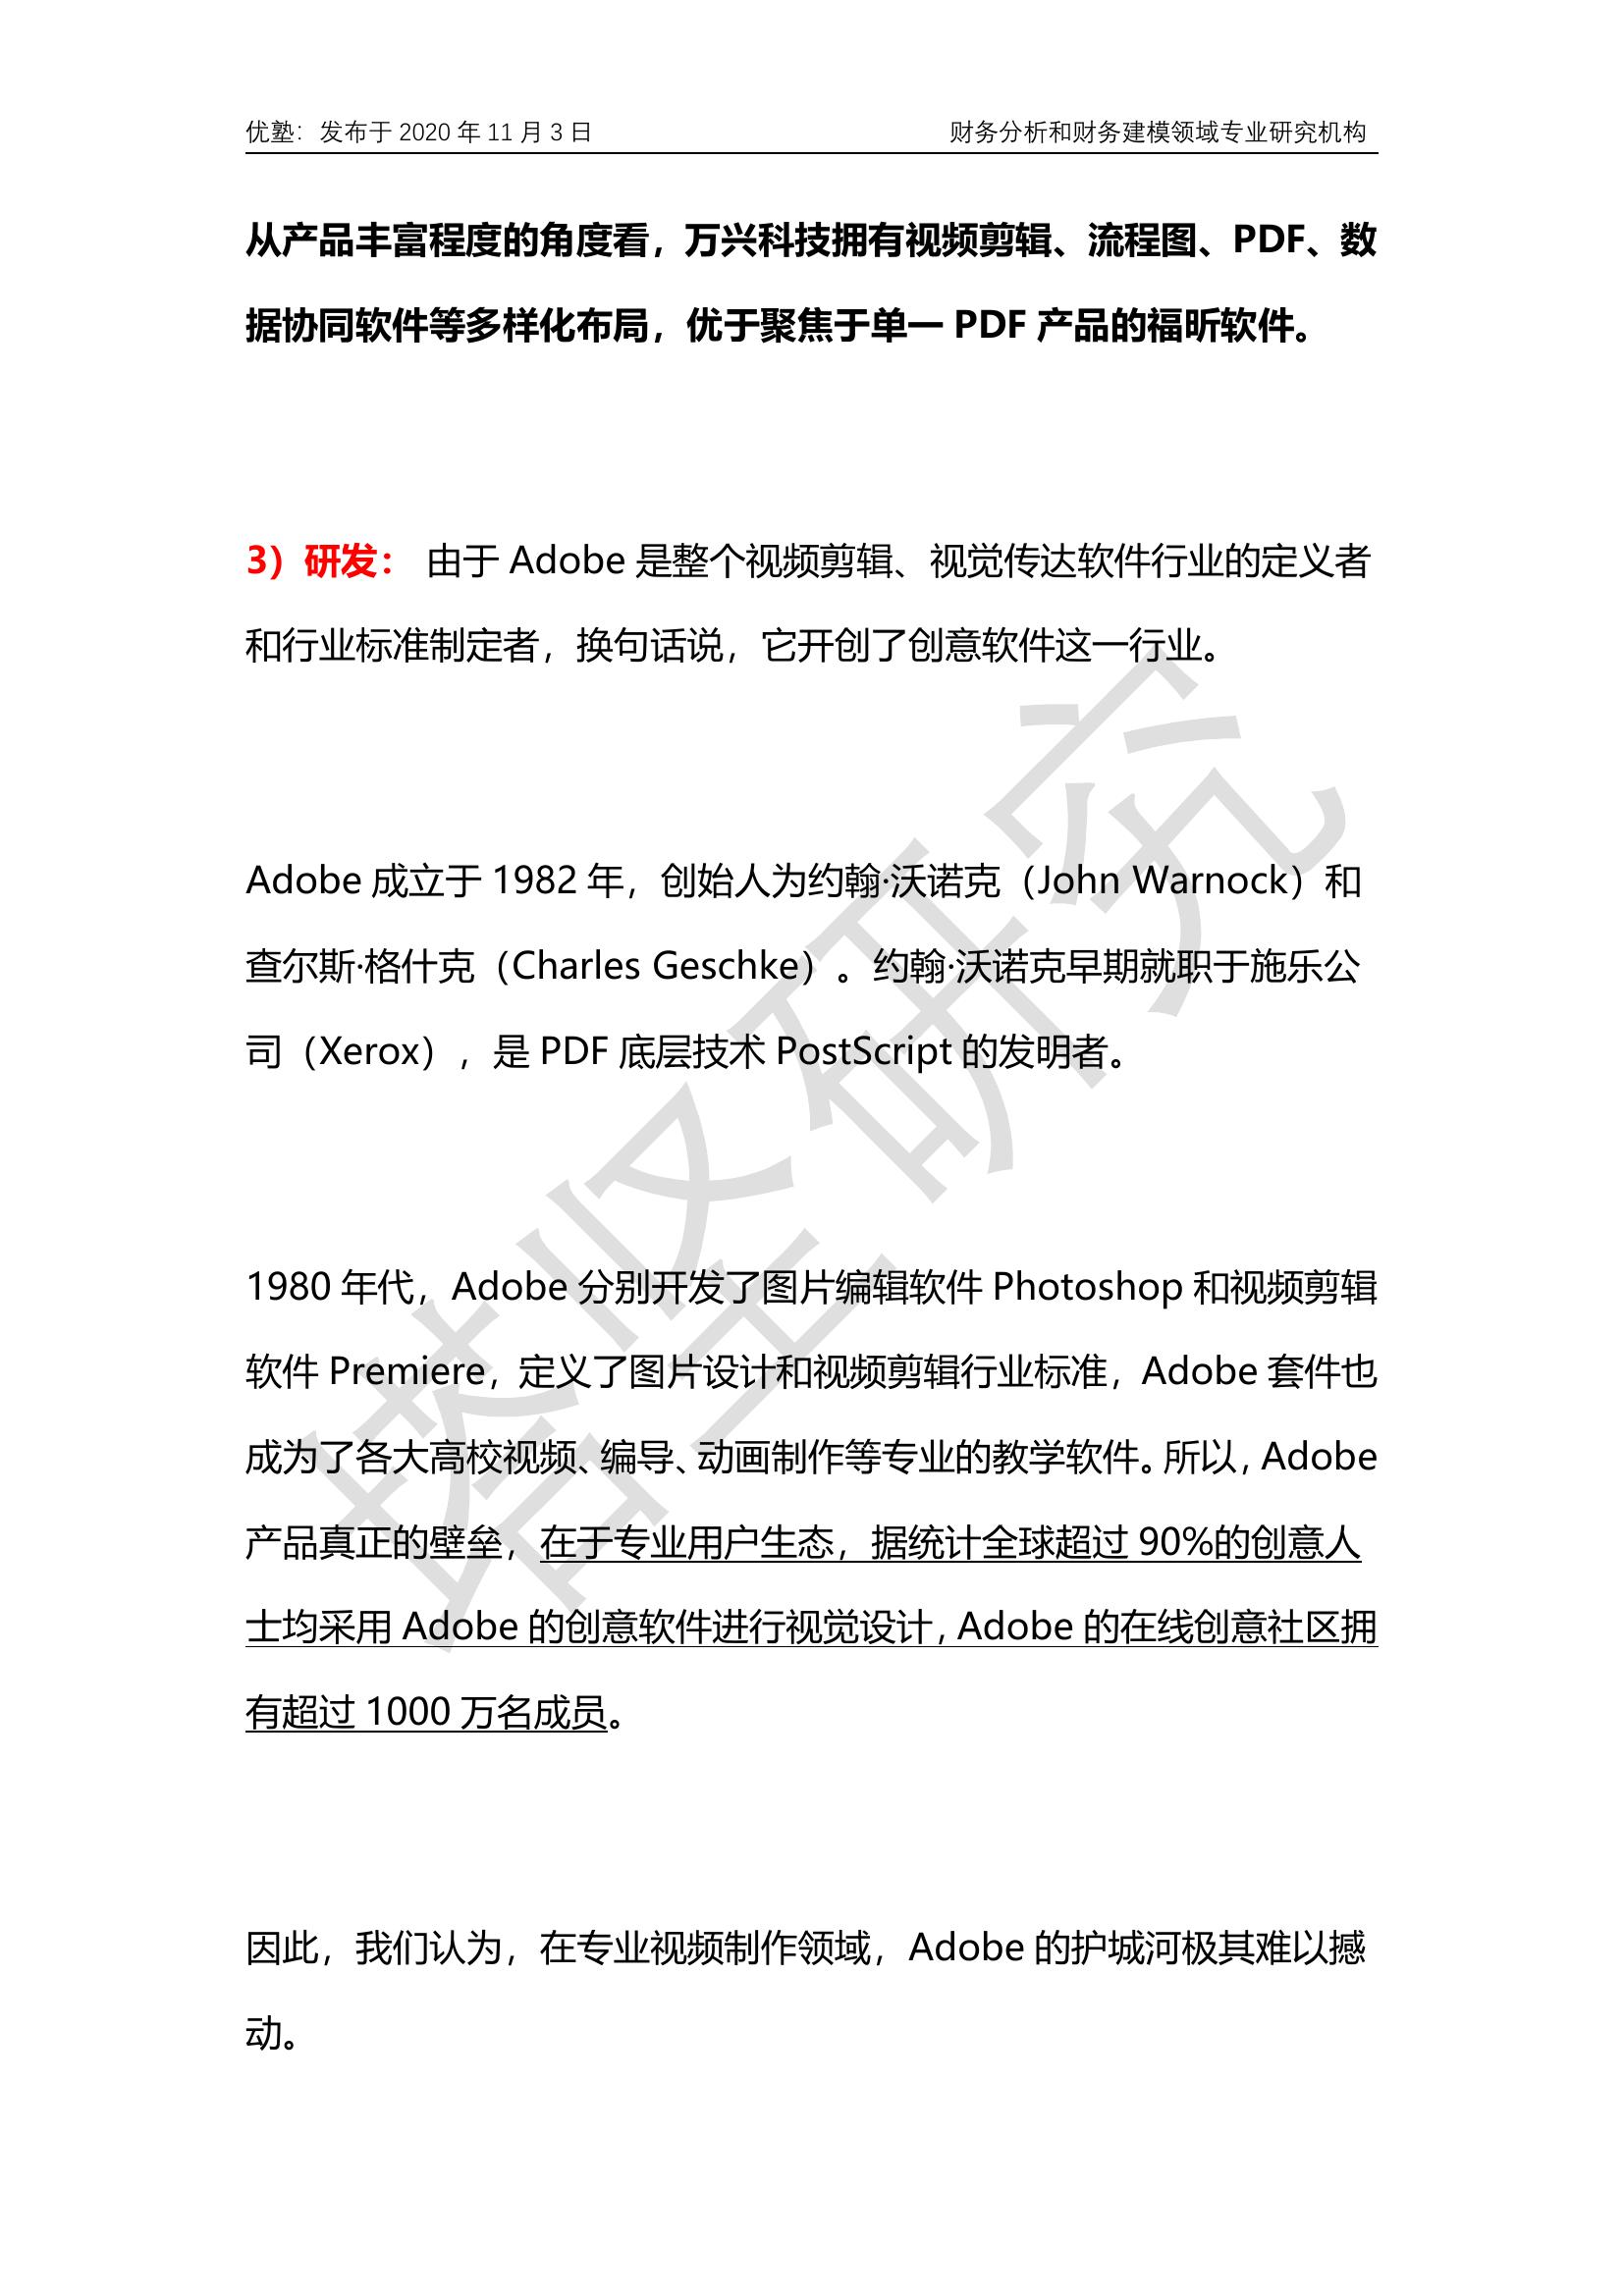 优塾：发布于 2020 年 11 月 3 日 财务分析和财务建模领域专业研究机构
从产品丰富程度的角度看，万兴科技拥有视频剪辑、流程图、PDF、数
据协同软件等多样化布局，优于聚焦于单一 PDF 产品的福昕软件。
3）研发： 由于 Adobe 是整个视频剪辑、视觉传达软件行业的定义者
和行业标准制定者，换句话说，它开创了创意软件这一行业。
Adobe 成立于 1982 年，创始人为约翰·沃诺克（John Warnock）和
查尔斯·格什克（Charles Geschke）。约翰·沃诺克早期就职于施乐公
司（Xerox），是 PDF 底层技术 PostScript 的发明者。
1980 年代，Adobe 分别开发了图片编辑软件 Photoshop 和视频剪辑
软件 Premiere，定义了图片设计和视频剪辑行业标准，Adobe 套件也
成为了各大高校视频、编导、动画制作等专业的教学软件。所以，Adobe
产品真正的壁垒，在于专业用户生态，据统计全球超过 90%的创意人
士均采用 Adobe 的创意软件进行视觉设计，Adobe 的在线创意社区拥
有超过 1000 万名成员。
因此，我们认为，在专业视频制作领域，Adobe 的护城河极其难以撼
动。
塔坚研究